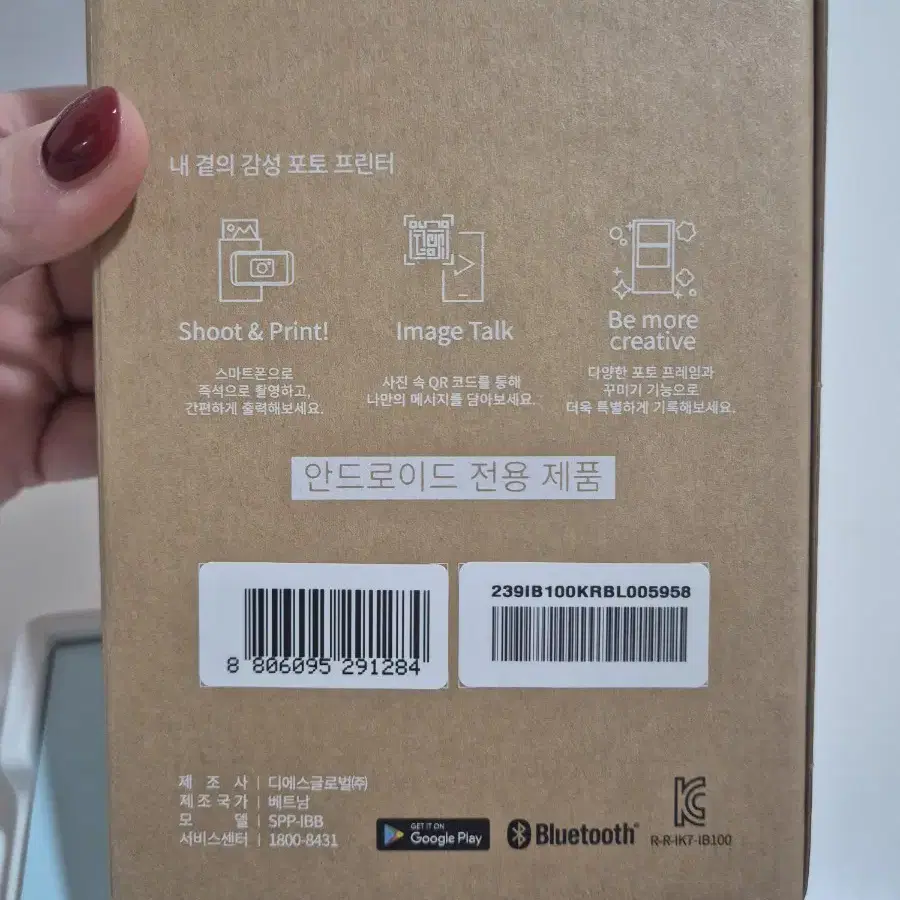 내 곁의 감성 포토 프린터
Shoot & Print!
스마트폰으로
즉석으로 촬영하고,
간편하게 출력해보세요.
Image Talk
사진 속 QR 코드를 통해
나만의 메시지를 담아보세요.
Be more
creative
다양한 포토 프레임과
꾸미기 기능으로
더욱 특별하게 기록해보세요.
안드로이드 전용 제품
8 806095 291284
239IB100KRBL005958
제 조 사 | 디에스글로벌㈜
제조국가 | 베트남
모 델 | SPP-IBB
서비스센터 | 1800-8431
GET IT ON
Google Play
Bluetooth®
R-R-IK7-IB100